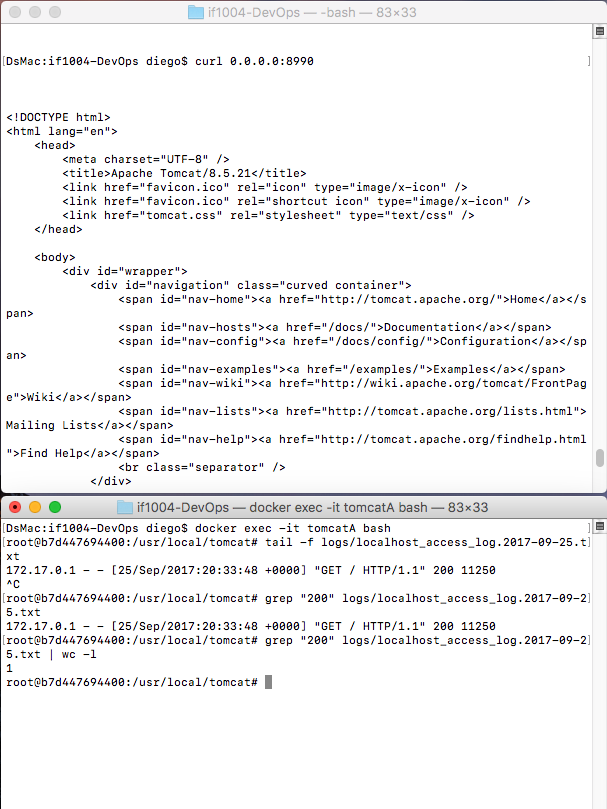 if1004-DevOps — -bash — 83×33
[DsMac:if1004-DevOps diego$ curl 0.0.0.0:8990 ]
<!DOCTYPE html>
<html lang="en">
    <head>
        <meta charset="UTF-8" />
        <title>Apache Tomcat/8.5.21</title>
        <link href="favicon.ico" rel="icon" type="image/x-icon" />
        <link href="favicon.ico" rel="shortcut icon" type="image/x-icon" />
        <link href="tomcat.css" rel="stylesheet" type="text/css" />
    </head>
    <body>
        <div id="wrapper">
            <div id="navigation" class="curved container">
                <span id="nav-home"><a href="http://tomcat.apache.org/">Home</a></s
pan>
                <span id="nav-hosts"><a href="/docs/">Documentation</a></span>
                <span id="nav-config"><a href="/docs/config/">Configuration</a></sp
an>
                <span id="nav-examples"><a href="/examples/">Examples</a></span>
                <span id="nav-wiki"><a href="http://wiki.apache.org/tomcat/FrontPag
e">Wiki</a></span>
                <span id="nav-lists"><a href="http://tomcat.apache.org/lists.html">
Mailing Lists</a></span>
                <span id="nav-help"><a href="http://tomcat.apache.org/findhelp.html
">Find Help</a></span>
                <br class="separator" />
            </div>
if1004-DevOps — docker exec -it tomcatA bash — 83×33
[DsMac:if1004-DevOps diego$ docker exec -it tomcatA bash ]
[root@b7d447694400:/usr/local/tomcat# tail -f logs/localhost_access_log.2017-09-25.t]
xt
172.17.0.1 - - [25/Sep/2017:20:33:48 +0000] "GET / HTTP/1.1" 200 11250
^C
[root@b7d447694400:/usr/local/tomcat# grep "200" logs/localhost_access_log.2017-09-2]
5.txt
172.17.0.1 - - [25/Sep/2017:20:33:48 +0000] "GET / HTTP/1.1" 200 11250
[root@b7d447694400:/usr/local/tomcat# grep "200" logs/localhost_access_log.2017-09-2]
5.txt | wc -l
1
root@b7d447694400:/usr/local/tomcat#